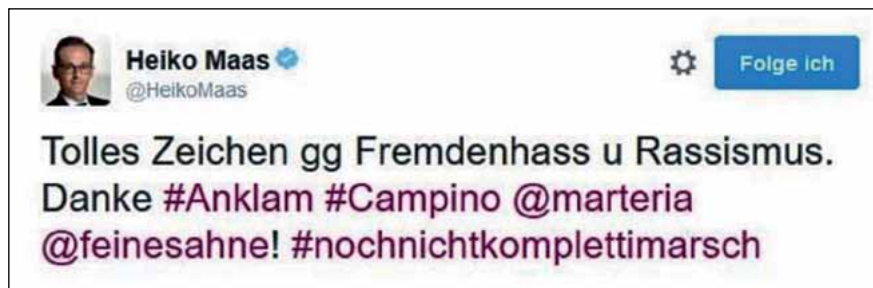 Heiko Maas
@HeikoMaas
Folge ich
Tolles Zeichen gg Fremdenhass u Rassismus.
Danke #Anklam #Campino @marteria
@feinesahne! #nochnichtkomplettimarsch